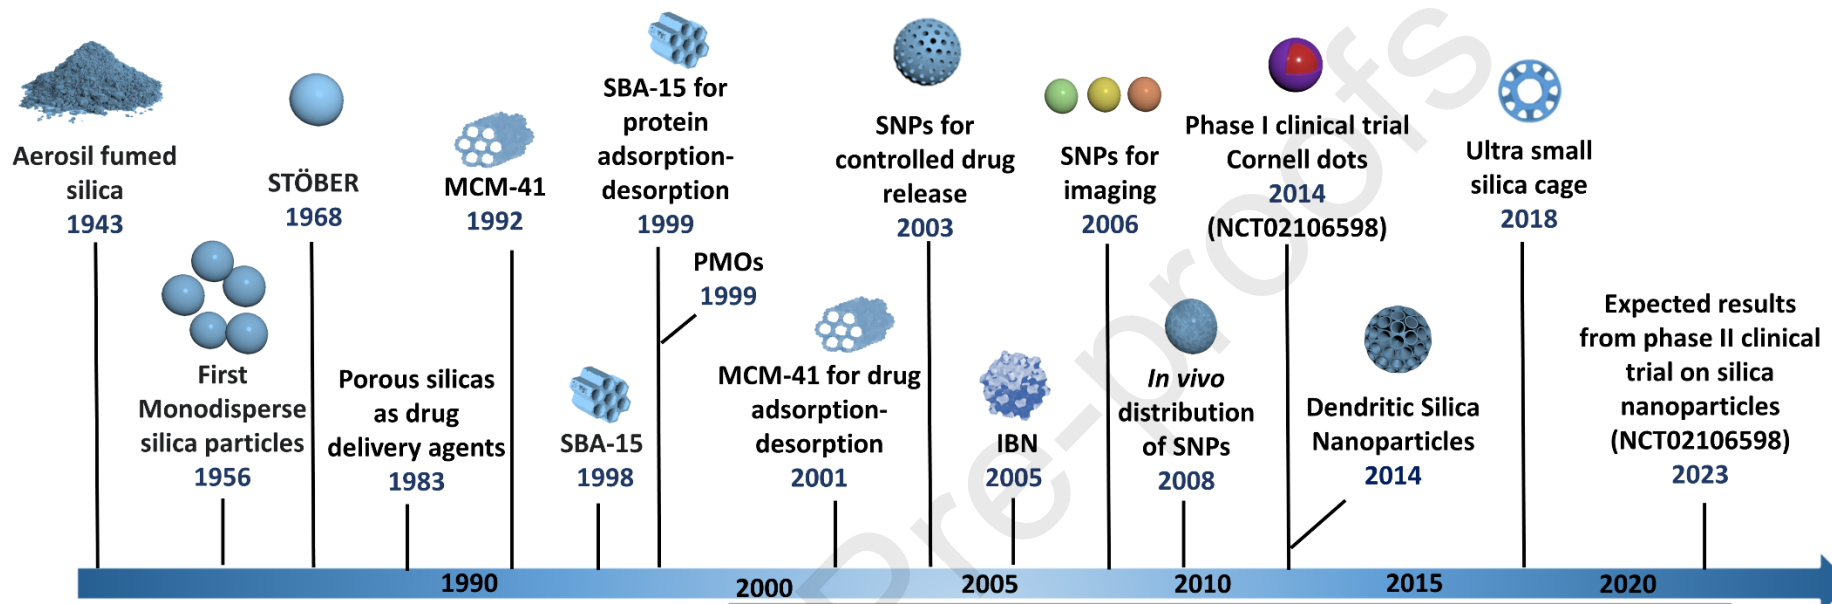 Aerosil fumed
silica
1943
First
Monodisperse
silica particles
1956
STÖBER
1968
Porous silicas
as drug
delivery agents
1983
MCM-41
1992
SBA-15
1998
SBA-15 for
protein
adsorption-
desorption
1999
PMOs
1999
MCM-41 for drug
adsorption-
desorption
2001
SNPs for
controlled drug
release
2003
IBN
2005
SNPs for
imaging
2006
In vivo
distribution
of SNPs
2008
Phase I clinical trial
Cornell dots
2014
(NCT02106598)
Dendritic Silica
Nanoparticles
2014
Ultra small
silica cage
2018
Expected results
from phase II clinical
trial on silica
nanoparticles
(NCT02106598)
2023
1990
2000
2005
2010
2015
2020
Pre-proofs